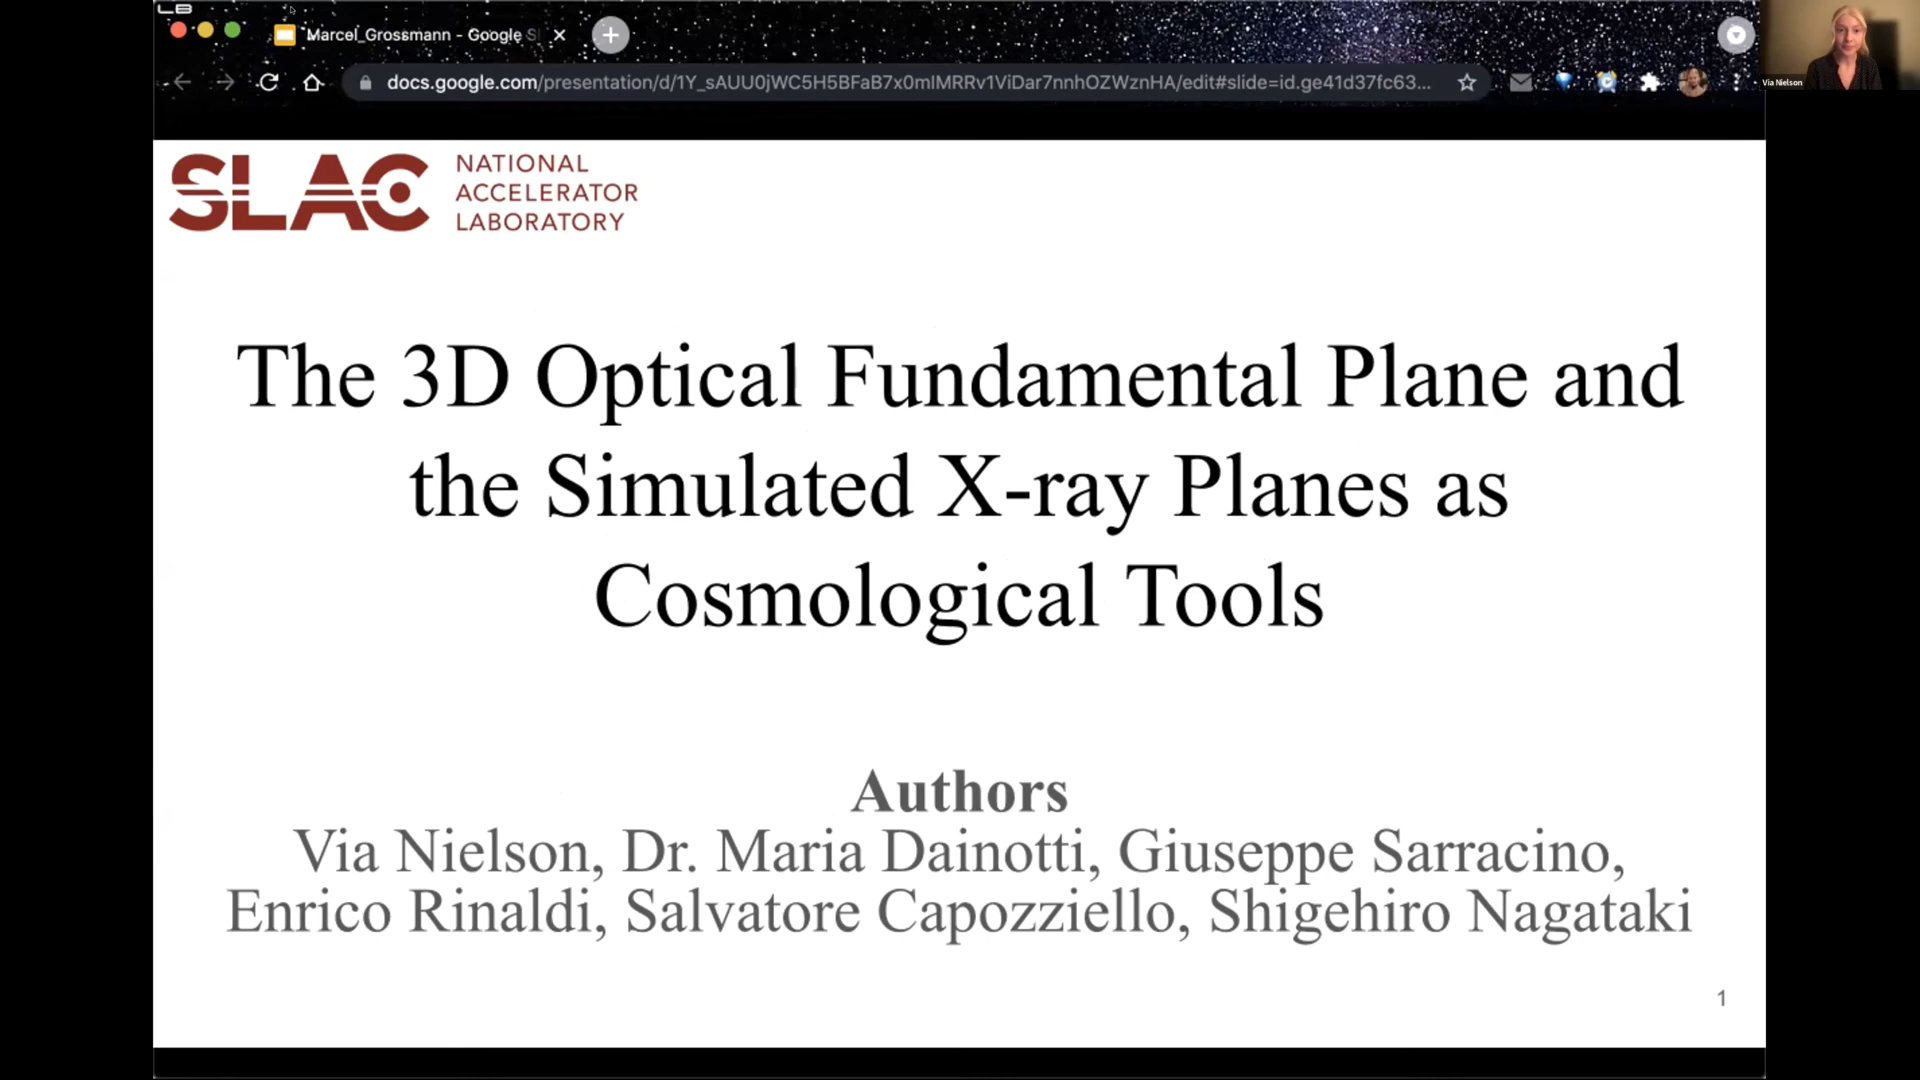 Marcel_Grossmann - Google S
docs.google.com/presentation/d/1Y_sAUU0jWC5H5BFaB7x0mIMRRv1ViDar7nnhOZWznHA/edit#slide=id.ge41d37fc63...
Via Nielson
SLAC
NATIONAL
ACCELERATOR
LABORATORY
The 3D Optical Fundamental Plane and
the Simulated X-ray Planes as
Cosmological Tools
Authors
Via Nielson, Dr. Maria Dainotti, Giuseppe Sarracino,
Enrico Rinaldi, Salvatore Capozziello, Shigehiro Nagataki
1